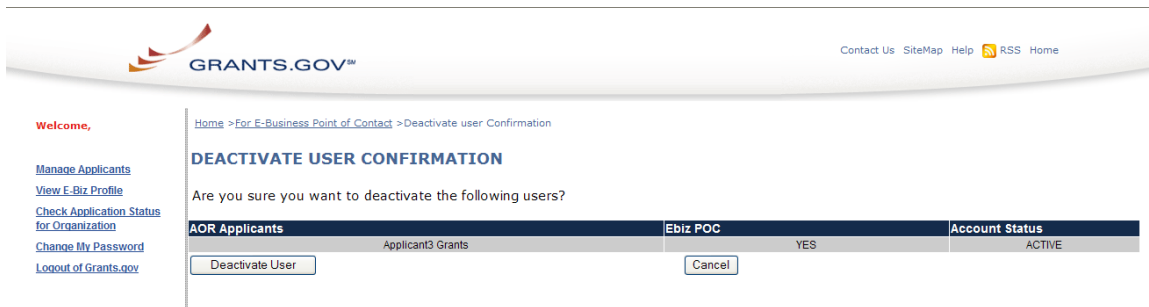 GRANTS.GOV℠
Contact Us SiteMap Help RSS Home
Welcome,
Manage Applicants
View E-Biz Profile
Check Application Status
for Organization
Change My Password
Logout of Grants.gov
Home >For E-Business Point of Contact >Deactivate user Confirmation
DEACTIVATE USER CONFIRMATION
Are you sure you want to deactivate the following users?
AOR Applicants Ebiz POC Account Status
Applicant3 Grants YES ACTIVE
Deactivate User Cancel